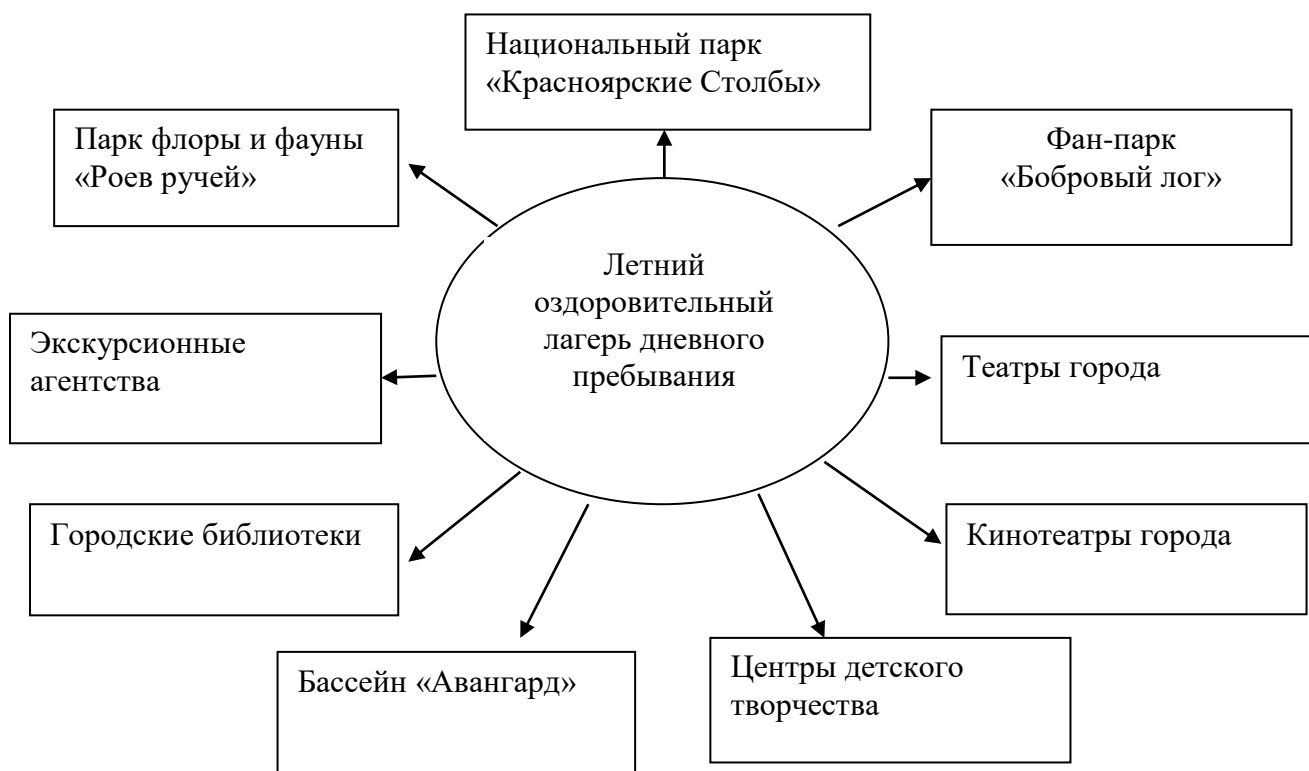 Национальный парк
«Красноярские Столбы»
Парк флоры и фауны
«Роев ручей»
Фан-парк
«Бобровый лог»
Летний
оздоровительный
лагерь дневного
пребывания
Экскурсионные
агентства
Театры города
Городские библиотеки
Кинотеатры города
Бассейн «Авангард»
Центры детского
творчества